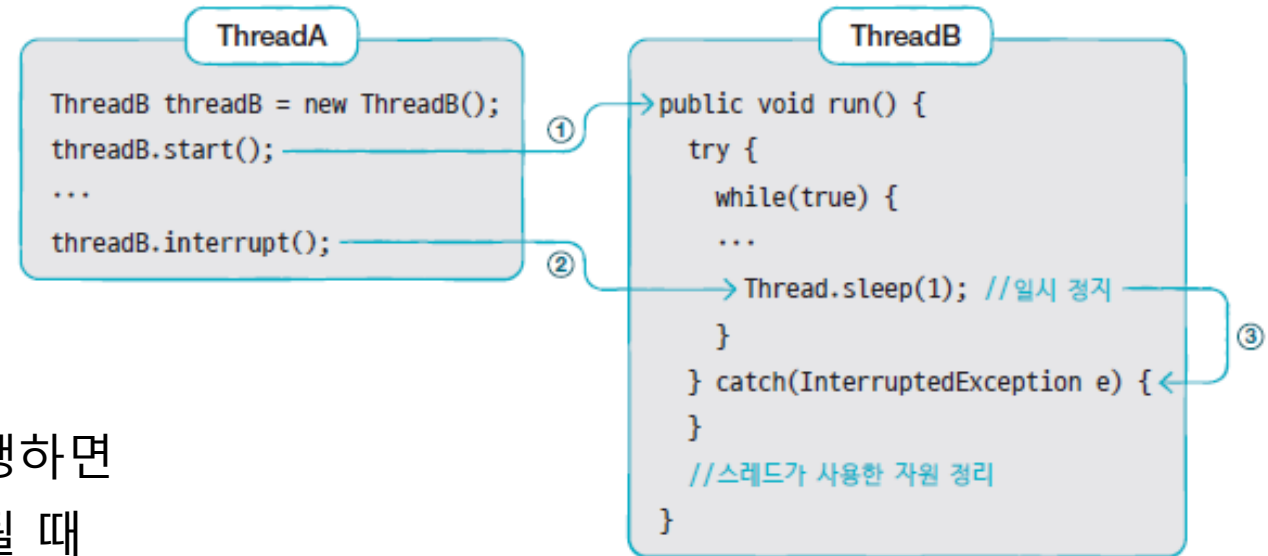 ThreadA
ThreadB threadB = new ThreadB();
threadB.start();
...
threadB.interrupt();
①
②
ThreadB
public void run() {
try {
while(true) {
...
Thread.sleep(1); //일시 정지
}
③
} catch(InterruptedException e) {
}
//스레드가 사용한 자원 정리
}
하면
때